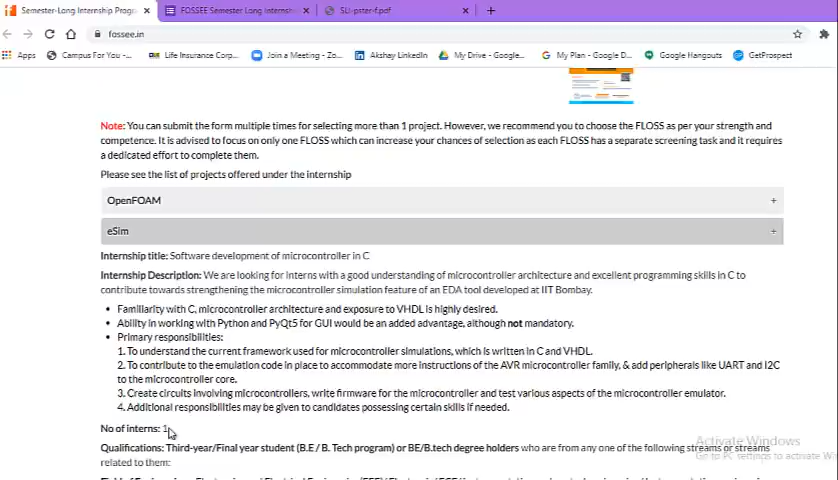 Semester-Long Internship Progr
FOSSEE Semester Long Internshi
SLI-pster-f.pdf
fossee.in
Apps
Campus For You -...
Life Insurance Corp...
Join a Meeting - Zo...
Akshay LinkedIn
My Drive - Google...
My Plan - Google D...
Google Hangouts
GetProspect
Note: You can submit the form multiple times for selecting more than 1 project. However, we recommend you to choose the FLOSS as per your strength and
competence. It is advised to focus on only one FLOSS which can increase your chances of selection as each FLOSS has a separate screening task and it requires
a dedicated effort to complete them.
Please see the list of projects offered under the internship
OpenFOAM +
eSim +
Internship title: Software development of microcontroller in C
Internship Description: We are looking for Interns with a good understanding of microcontroller architecture and excellent programming skills in C to
contribute towards strengthening the microcontroller simulation feature of an EDA tool developed at IIT Bombay.
• Familiarity with C, microcontroller architecture and exposure to VHDL is highly desired.
• Ability in working with Python and PyQt5 for GUI would be an added advantage, although not mandatory.
• Primary responsibilities:
1. To understand the current framework used for microcontroller simulations, which is written in C and VHDL.
2. To contribute to the emulation code in place to accommodate more instructions of the AVR microcontroller family, & add peripherals like UART and I2C
to the microcontroller core.
3. Create circuits involving microcontrollers, write firmware for the microcontroller and test various aspects of the microcontroller emulator.
4. Additional responsibilities may be given to candidates possessing certain skills if needed.
No of interns: 1
Activate Windows
Go to PC settings to activate Wi
Qualifications: Third-year/Final year student (B.E / B. Tech program) or BE/B.tech degree holders who are from any one of the following streams or streams
related to them: